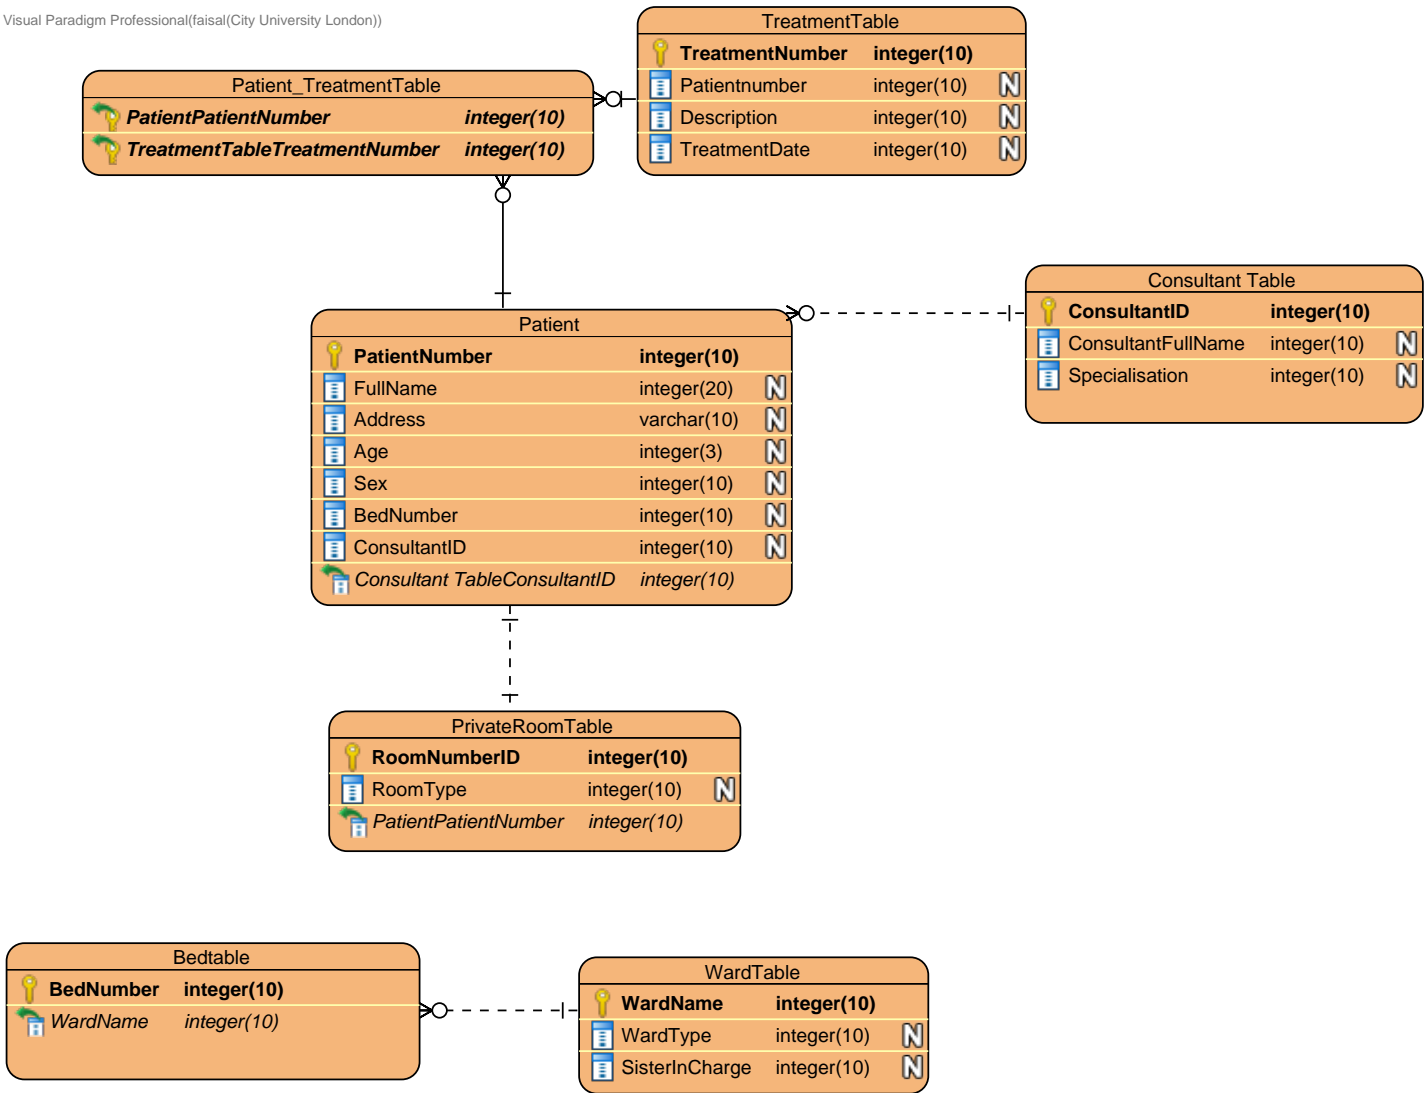 Visual Paradigm Professional(faisal(City University London))
TreatmentTable
TreatmentNumber integer(10)
Patientnumber integer(10) N
Description integer(10) N
TreatmentDate integer(10) N
Patient_TreatmentTable
PatientPatientNumber integer(10)
TreatmentTableTreatmentNumber integer(10)
Consultant Table
ConsultantID integer(10)
ConsultantFullName integer(10) N
Specialisation integer(10) N
Patient
PatientNumber integer(10)
FullName integer(20) N
Address varchar(10) N
Age integer(3) N
Sex integer(10) N
BedNumber integer(10) N
ConsultantID integer(10) N
Consultant TableConsultantID integer(10)
PrivateRoomTable
RoomNumberID integer(10)
RoomType integer(10) N
PatientPatientNumber integer(10)
Bedtable
BedNumber integer(10)
WardName integer(10)
WardTable
WardName integer(10)
WardType integer(10) N
SisterInCharge integer(10) N